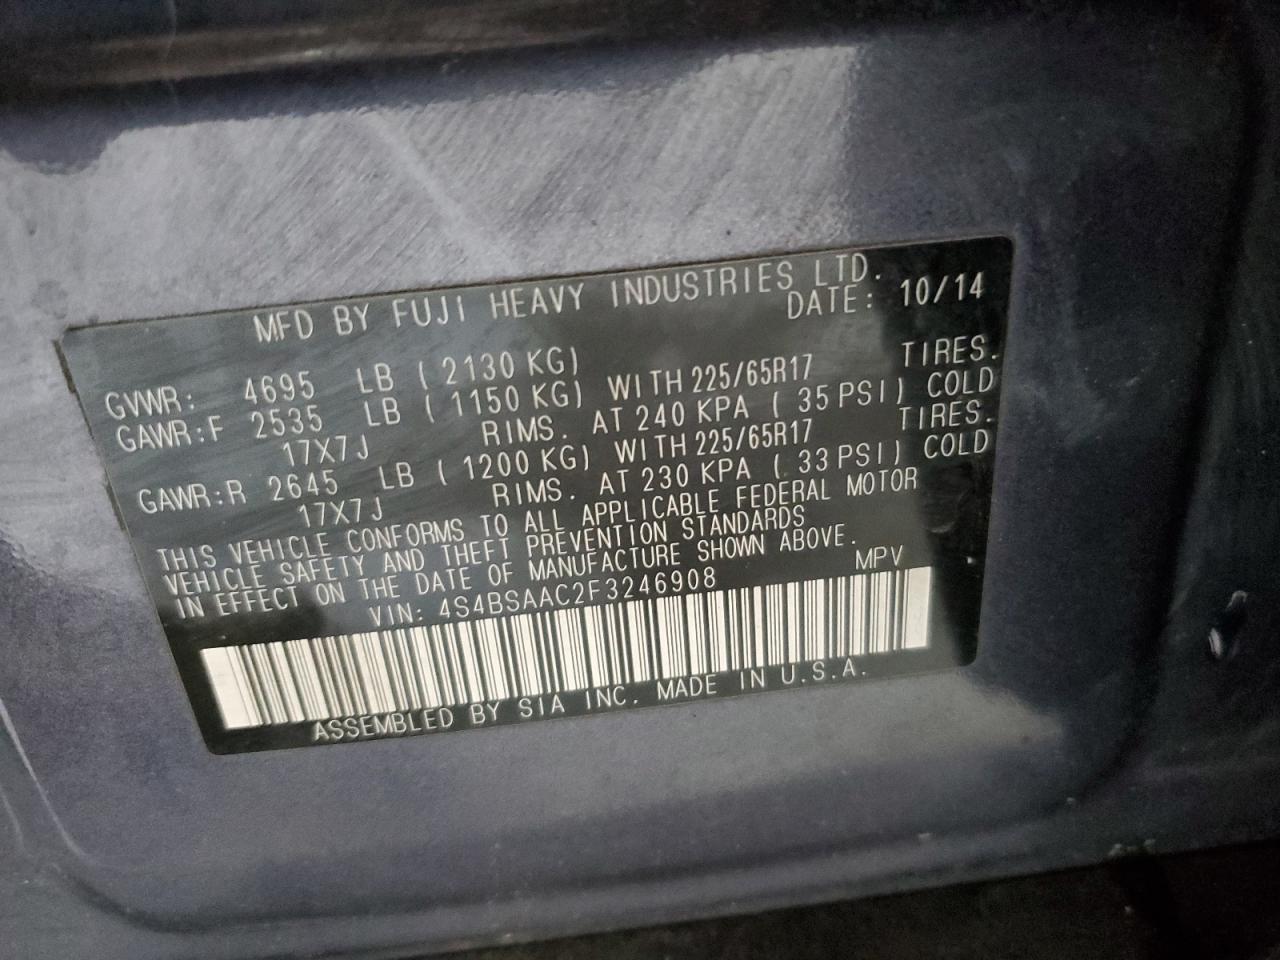 MFD BY FUJI HEAVY INDUSTRIES LTD.
DATE: 10/14
GVWR: 4695 LB ( 2130 KG)
GAWR:F 2535 LB ( 1150 KG) WITH 225/65R17 TIRES.
17X7J RIMS. AT 240 KPA ( 35 PSI) COLD
GAWR:R 2645 LB ( 1200 KG) WITH 225/65R17 TIRES.
17X7J RIMS. AT 230 KPA ( 33 PSI) COLD
THIS VEHICLE CONFORMS TO ALL APPLICABLE FEDERAL MOTOR
VEHICLE SAFETY AND THEFT PREVENTION STANDARDS
IN EFFECT ON THE DATE OF MANUFACTURE SHOWN ABOVE.
VIN: 4S4BSAAC2F3246908 MPV
ASSEMBLED BY SIA INC. MADE IN U.S.A.